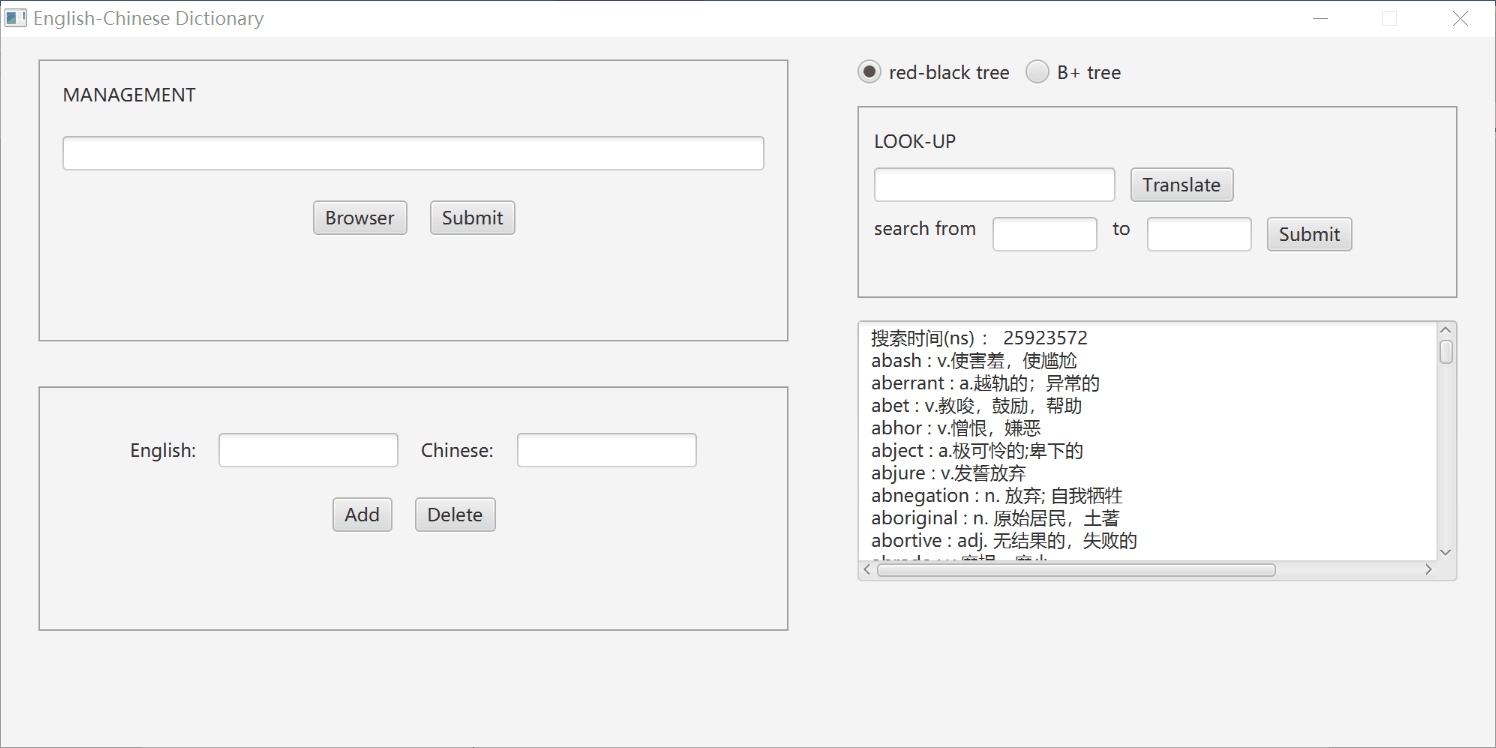 English-Chinese Dictionary
MANAGEMENT
Browser Submit
English: Chinese:
Add Delete
red-black tree B+ tree
LOOK-UP
Translate
search from to Submit
搜索时间(ns) ： 25923572
abash : v.使害羞，使尴尬
aberrant : a.越轨的；异常的
abet : v.教唆，鼓励，帮助
abhor : v.憎恨，嫌恶
abject : a.极可怜的;卑下的
abjure : v.发誓放弃
abnegation : n. 放弃; 自我牺牲
aboriginal : n. 原始居民，土著
abortive : adj. 无结果的，失败的